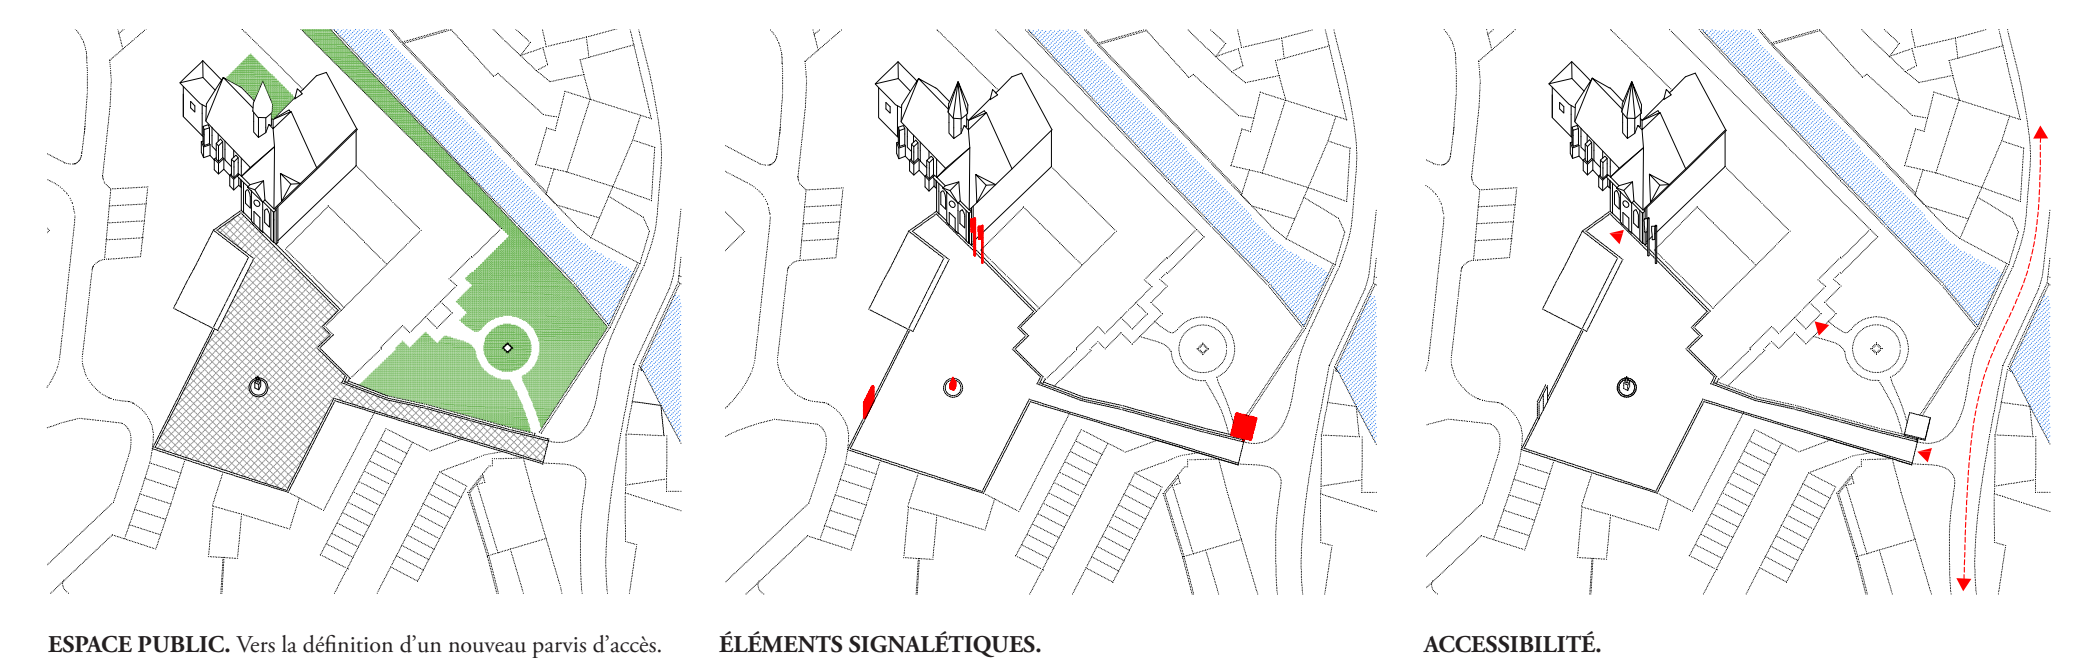 ESPACE PUBLIC. Vers la définition d’un nouveau parvis d’accès.
ÉLÉMENTS SIGNALÉTIQUES.
ACCESSIBILITÉ.